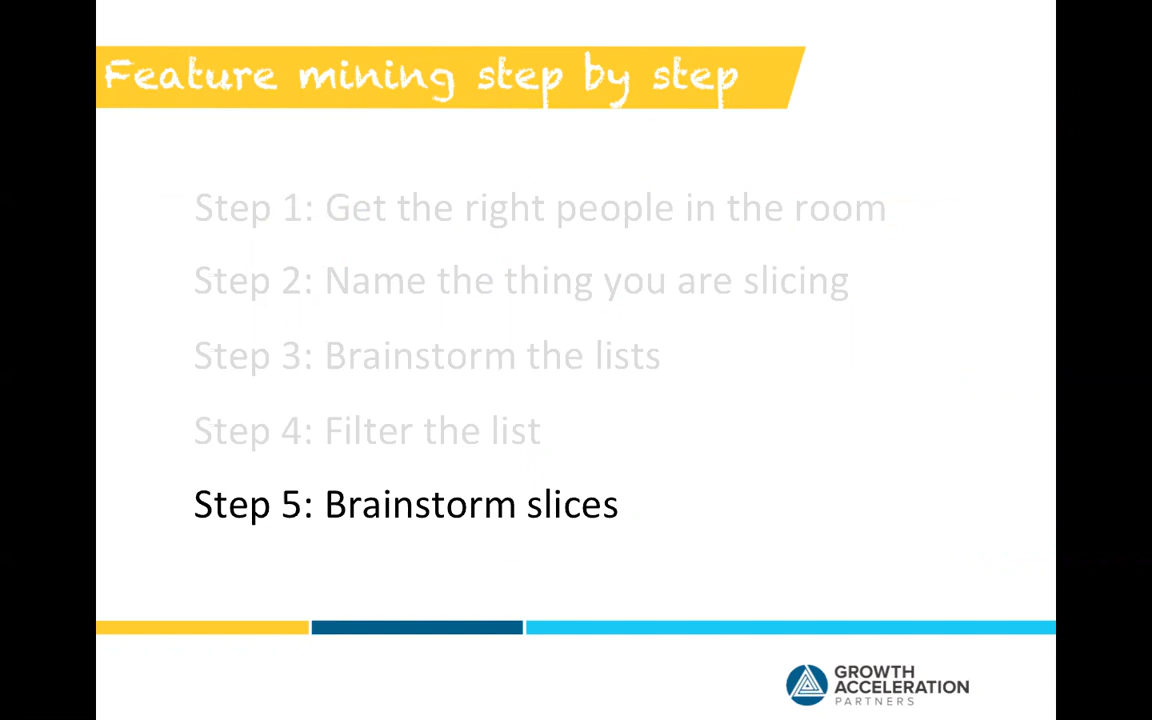 Feature mining step by step
Step 1: Get the right people in the room
Step 2: Name the thing you are slicing
Step 3: Brainstorm the lists
Step 4: Filter the list
Step 5: Brainstorm slices
GROWTH
ACCELERATION
PARTNERS